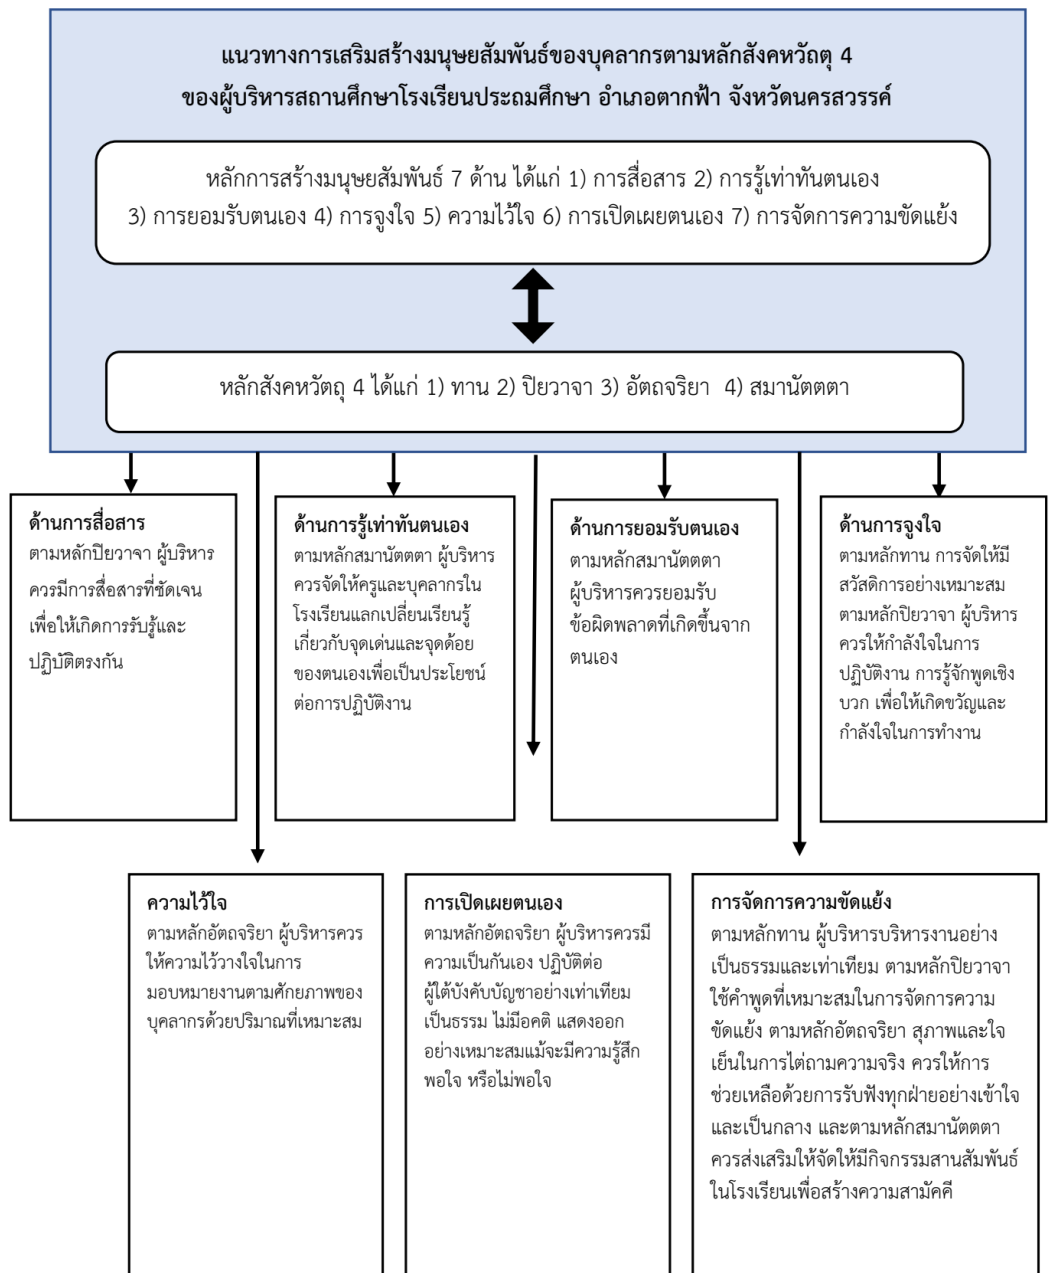 แนวทางการเสริมสร้างมนุษยสัมพันธ์ของบุคลากรตามหลักสังคหวัถตุ 4
ของผู้บริหารสถานศึกษาโรงเรียนประถมศึกษา อำเภอตากฟ้า จังหวัดนครสวรรค์
หลักการสร้างมนุษยสัมพันธ์ 7 ด้าน ได้แก่ 1) การสื่อสาร 2) การรู้เท่าทันตนเอง
3) การยอมรับตนเอง 4) การจูงใจ 5) ความไว้ใจ 6) การเปิดเผยตนเอง 7) การจัดการความขัดแย้ง
หลักสังคหวัตถุ 4 ได้แก่ 1) ทาน 2) ปิยวาจา 3) อัตถจริยา 4) สมานัตตตา
ด้านการสื่อสาร
ตามหลักปิยวาจา ผู้บริหาร
ควรมีการสื่อสารที่ชัดเจน
เพื่อให้เกิดการรับรู้และ
ปฏิบัติตรงกัน
ด้านการรู้เท่าทันตนเอง
ตามหลักสมานัตตตา ผู้บริหาร
ควรจัดให้ครูและบุคลากรใน
โรงเรียนแลกเปลี่ยนเรียนรู้
เกี่ยวกับจุดเด่นและจุดด้อย
ของตนเองเพื่อเป็นประโยชน์
ต่อการปฏิบัติงาน
ด้านการยอมรับตนเอง
ตามหลักสมานัตตตา
ผู้บริหารควรยอมรับ
ข้อผิดพลาดที่เกิดขึ้นจาก
ตนเอง
ด้านการจูงใจ
ตามหลักทาน การจัดให้มี
สวัสดิการอย่างเหมาะสม
ตามหลักปิยวาจา ผู้บริหาร
ควรให้กำลังใจในการ
ปฏิบัติงาน การรู้จักพูดเชิง
บวก เพื่อให้เกิดขวัญและ
กำลังใจในการทำงาน
ความไว้ใจ
ตามหลักอัตถจริยา ผู้บริหารควร
ให้ความไว้วางใจในการ
มอบหมายงานตามศักยภาพของ
บุคลากรด้วยปริมาณที่เหมาะสม
การเปิดเผยตนเอง
ตามหลักอัตถจริยา ผู้บริหารควรมี
ความเป็นกันเอง ปฏิบัติต่อ
ผู้ใต้บังคับบัญชาอย่างเท่าเทียม
เป็นธรรม ไม่มีอคติ แสดงออก
อย่างเหมาะสมแม้จะมีความรู้สึก
พอใจ หรือไม่พอใจ
การจัดการความขัดแย้ง
ตามหลักทาน ผู้บริหารบริหารงานอย่าง
เป็นธรรมและเท่าเทียม ตามหลักปิยวาจา
ใช้คำพูดที่เหมาะสมในการจัดการความ
ขัดแย้ง ตามหลักอัตถจริยา สุภาพและใจ
เย็นในการไต่ถามความจริง ควรให้การ
ช่วยเหลือด้วยการรับฟังทุกฝ่ายอย่างเข้าใจ
และเป็นกลาง และตามหลักสมานัตตตา
ควรส่งเสริมให้จัดให้มีกิจกรรมสานสัมพันธ์
ในโรงเรียนเพื่อสร้างความสามัคคี